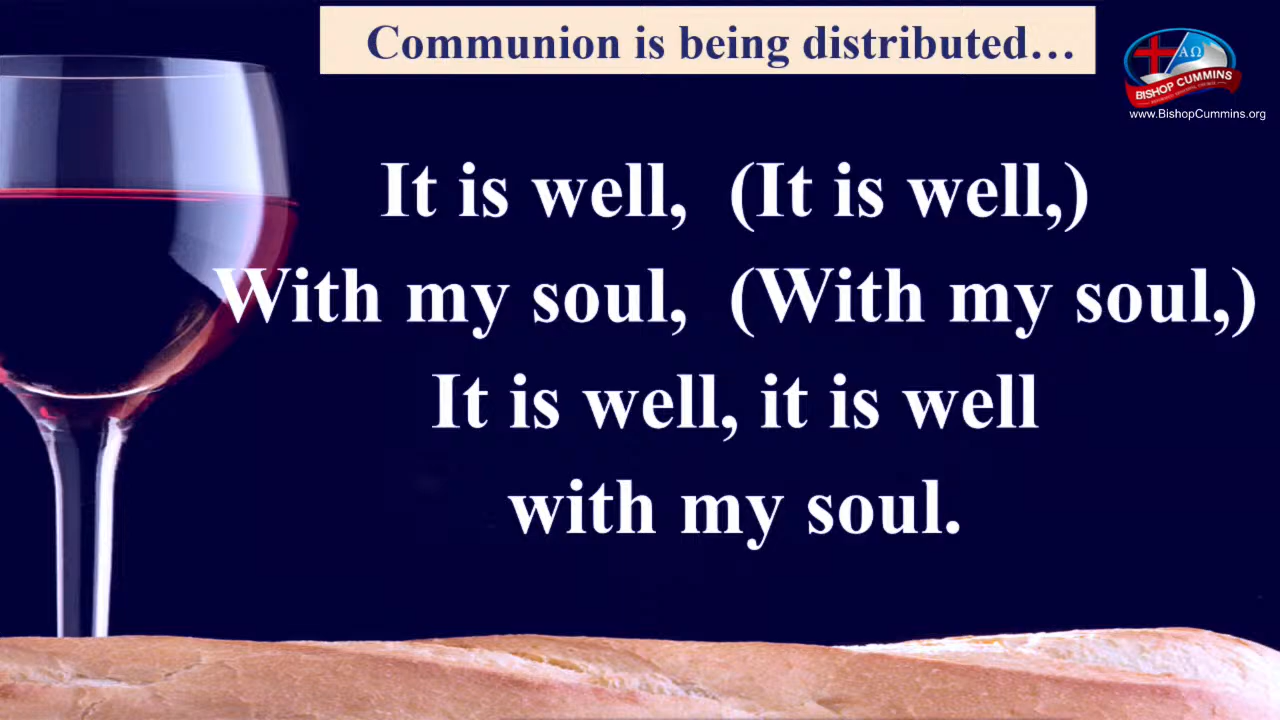 Communion is being distributed…
ΑΩ
BISHOP CUMMINS
www.BishopCummins.org
It is well, (It is well,)
With my soul, (With my soul,)
It is well, it is well
with my soul.